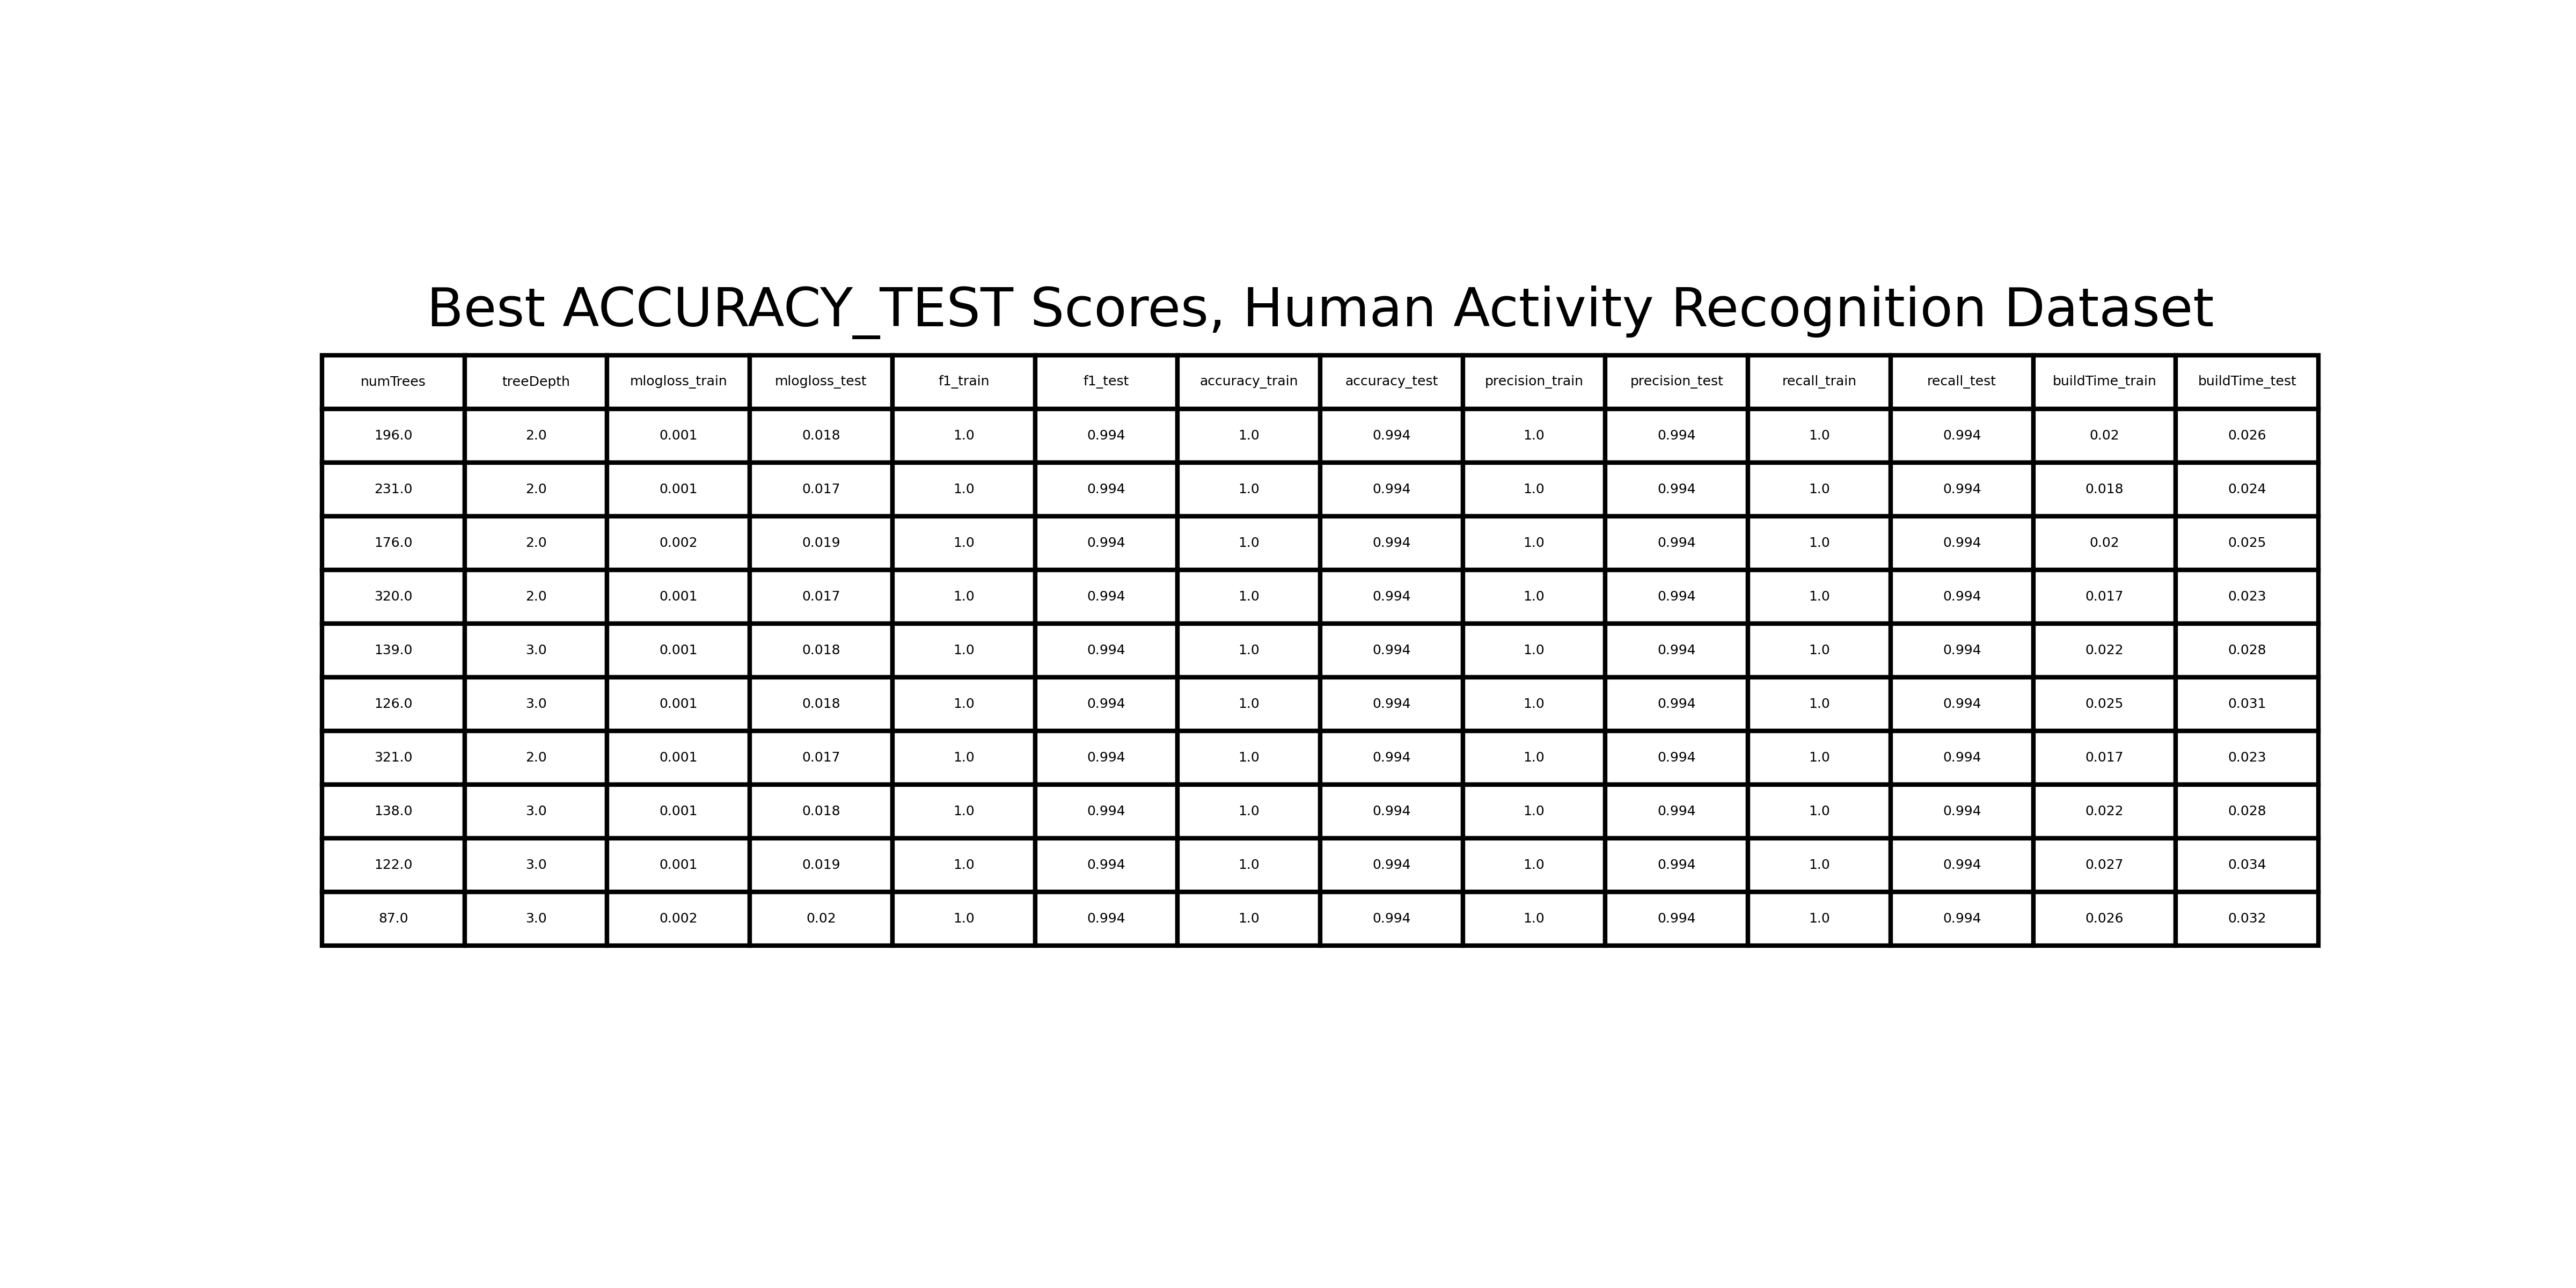 Best ACCURACY_TEST Scores, Human Activity Recognition Dataset
numTrees treeDepth mlogloss_train mlogloss_test f1_train f1_test accuracy_train accuracy_test precision_train precision_test recall_train recall_test buildTime_train buildTime_test
196.0 2.0 0.001 0.018 1.0 0.994 1.0 0.994 1.0 0.994 1.0 0.994 0.02 0.026
231.0 2.0 0.001 0.017 1.0 0.994 1.0 0.994 1.0 0.994 1.0 0.994 0.018 0.024
176.0 2.0 0.002 0.019 1.0 0.994 1.0 0.994 1.0 0.994 1.0 0.994 0.02 0.025
320.0 2.0 0.001 0.017 1.0 0.994 1.0 0.994 1.0 0.994 1.0 0.994 0.017 0.023
139.0 3.0 0.001 0.018 1.0 0.994 1.0 0.994 1.0 0.994 1.0 0.994 0.022 0.028
126.0 3.0 0.001 0.018 1.0 0.994 1.0 0.994 1.0 0.994 1.0 0.994 0.025 0.031
321.0 2.0 0.001 0.017 1.0 0.994 1.0 0.994 1.0 0.994 1.0 0.994 0.017 0.023
138.0 3.0 0.001 0.018 1.0 0.994 1.0 0.994 1.0 0.994 1.0 0.994 0.022 0.028
122.0 3.0 0.001 0.019 1.0 0.994 1.0 0.994 1.0 0.994 1.0 0.994 0.027 0.034
87.0 3.0 0.002 0.02 1.0 0.994 1.0 0.994 1.0 0.994 1.0 0.994 0.026 0.032